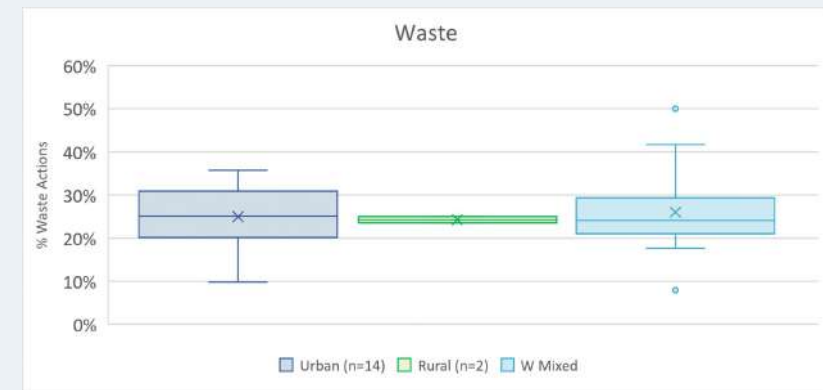 Waste
60%
50%
40%
30%
20%
10%
0%
% Waste Actions
Urban (n=14) Rural (n=2) W Mixed